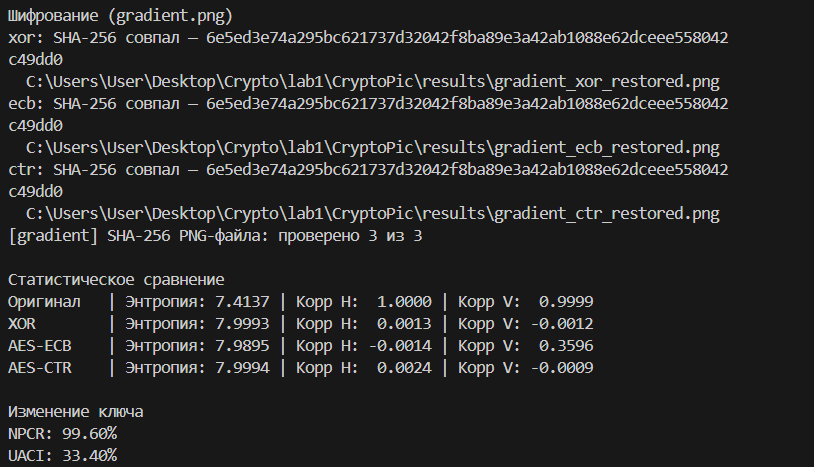 Шифрование (gradient.png)
xor: SHA-256 совпал — 6e5ed3e74a295bc621737d32042f8ba89e3a42ab1088e62dceee558042
c49dd0
C:\Users\User\Desktop\Crypto\lab1\CryptoPic\results\gradient_xor_restored.png
ecb: SHA-256 совпал — 6e5ed3e74a295bc621737d32042f8ba89e3a42ab1088e62dceee558042
c49dd0
C:\Users\User\Desktop\Crypto\lab1\CryptoPic\results\gradient_ecb_restored.png
ctr: SHA-256 совпал — 6e5ed3e74a295bc621737d32042f8ba89e3a42ab1088e62dceee558042
c49dd0
C:\Users\User\Desktop\Crypto\lab1\CryptoPic\results\gradient_ctr_restored.png
[gradient] SHA-256 PNG-файла: проверено 3 из 3

Статистическое сравнение
Оригинал   | Энтропия: 7.4137 | Корр H:  1.0000 | Корр V:  0.9999
XOR        | Энтропия: 7.9993 | Корр H:  0.0013 | Корр V: -0.0012
AES-ECB    | Энтропия: 7.9895 | Корр H: -0.0014 | Корр V:  0.3596
AES-CTR    | Энтропия: 7.9994 | Корр H:  0.0024 | Корр V: -0.0009

Изменение ключа
NPCR: 99.60%
UACI: 33.40%